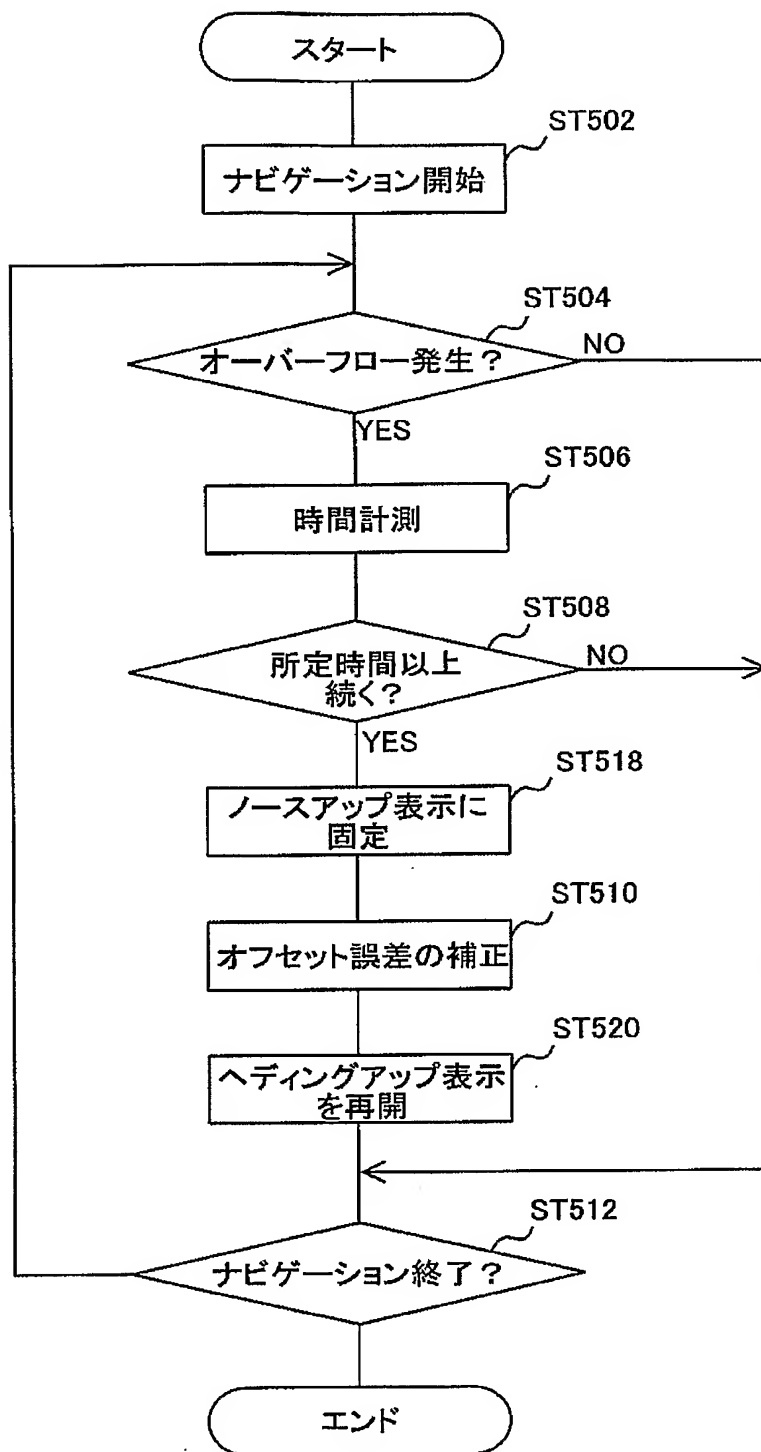 スタート
ST502
ナビゲーション開始
ST504
オーバーフロー発生？
NO
YES
ST506
時間計測
ST508
所定時間以上
続く？
NO
YES
ST518
ノースアップ表示に
固定
ST510
オフセット誤差の補正
ST520
ヘディングアップ表示
を再開
ST512
ナビゲーション終了？
エンド